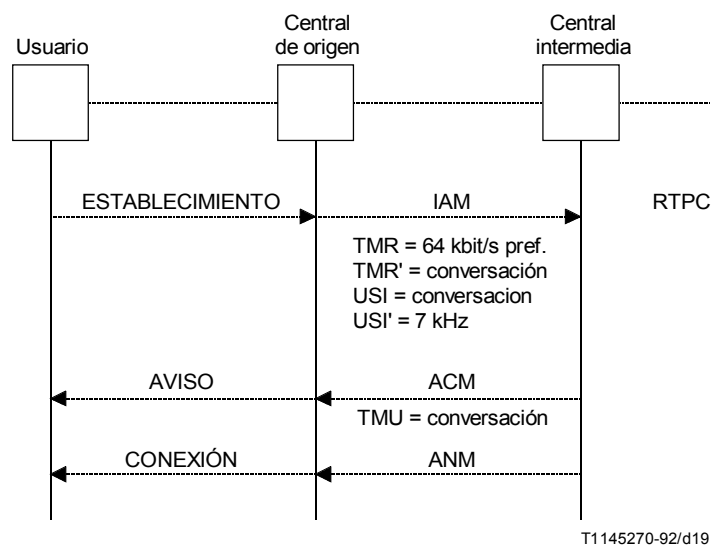 Usuario
Central
de origen
Central
intermedia
ESTABLECIMIENTO
IAM
RTPC
TMR = 64 kbit/s pref.
TMR' = conversación
USI = conversacion
USI' = 7 kHz
AVISO
ACM
TMU = conversación
CONEXIÓN
ANM
T1145270-92/d19